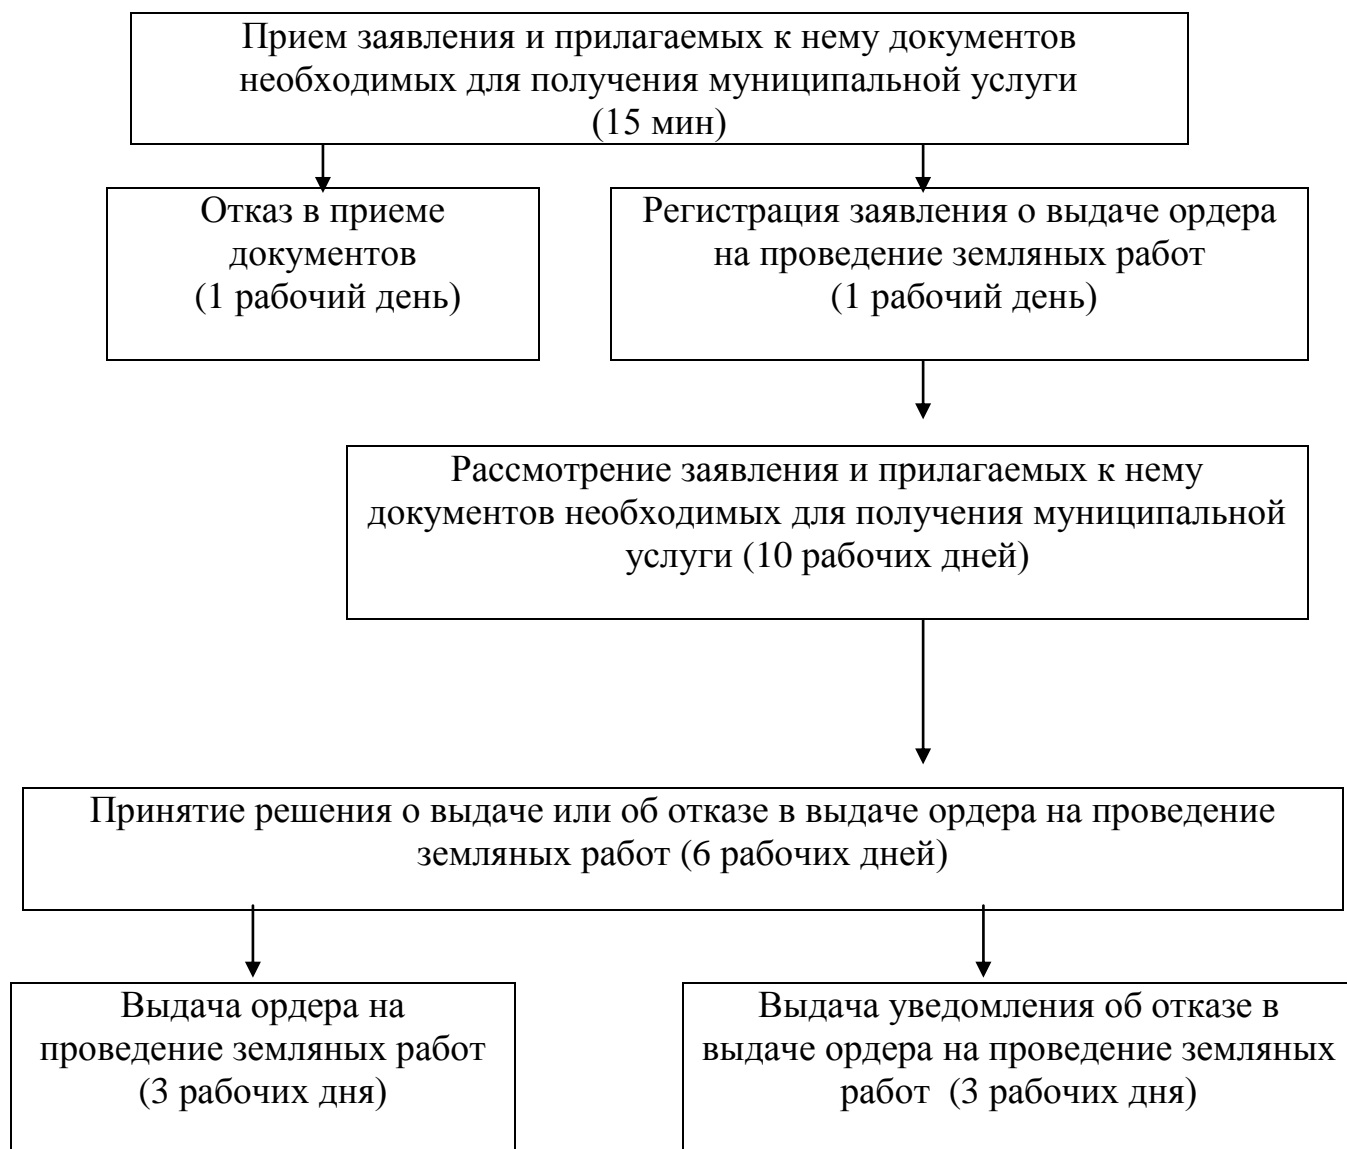 Прием заявления и прилагаемых к нему документов
необходимых для получения муниципальной услуги
(15 мин)
Отказ в приеме
документов
(1 рабочий день)
Регистрация заявления о выдаче ордера
на проведение земляных работ
(1 рабочий день)
Рассмотрение заявления и прилагаемых к нему
документов необходимых для получения муниципальной
услуги (10 рабочих дней)
Принятие решения о выдаче или об отказе в выдаче ордера на проведение
земляных работ (6 рабочих дней)
Выдача ордера на
проведение земляных работ
(3 рабочих дня)
Выдача уведомления об отказе в
выдаче ордера на проведение земляных
работ  (3 рабочих дня)